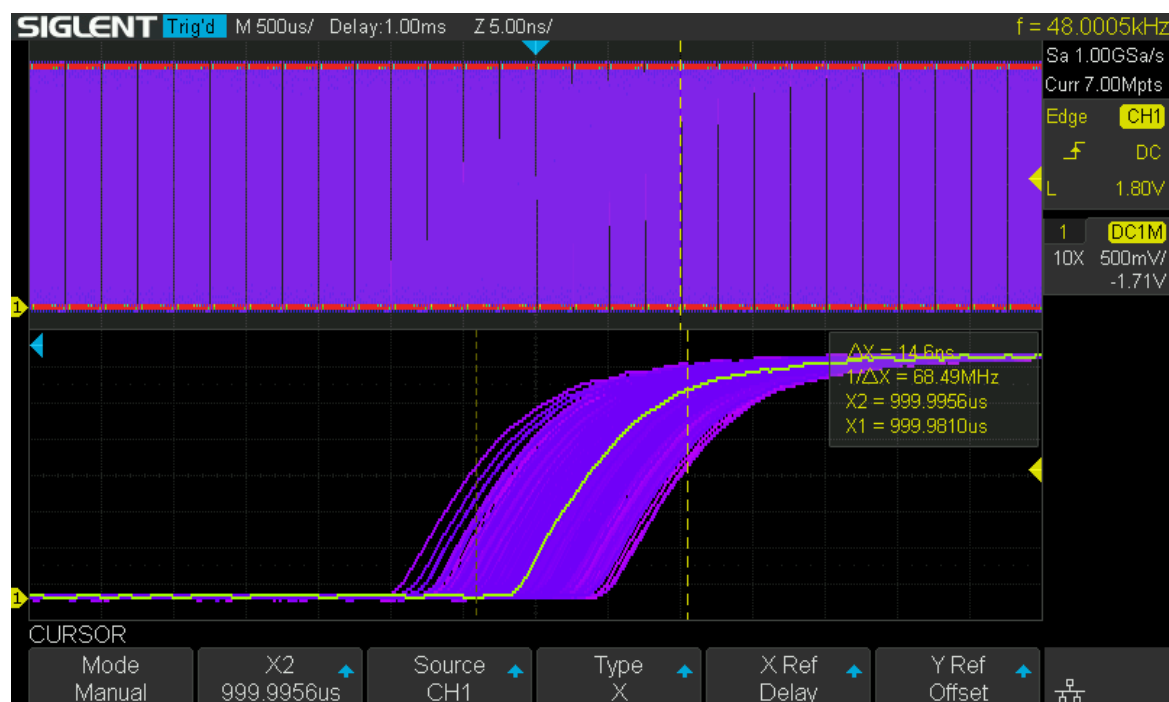 SIGLENT Trig'd M 500us/ Delay:1.00ms Z 5.00ns/ f = 48.0005kHz
Sa 1.00GSa/s
Curr 7.00Mpts
Edge CH1
DC
L 1.80V
1 DC1M
10X 500mV/
-1.71V
1
ΔX = 14.6ns
1/ΔX = 68.49MHz
X2 = 999.9956us
X1 = 999.9810us
1
CURSOR
Mode X2 Source Type X Ref Y Ref
Manual 999.9956us CH1 X Delay Offset